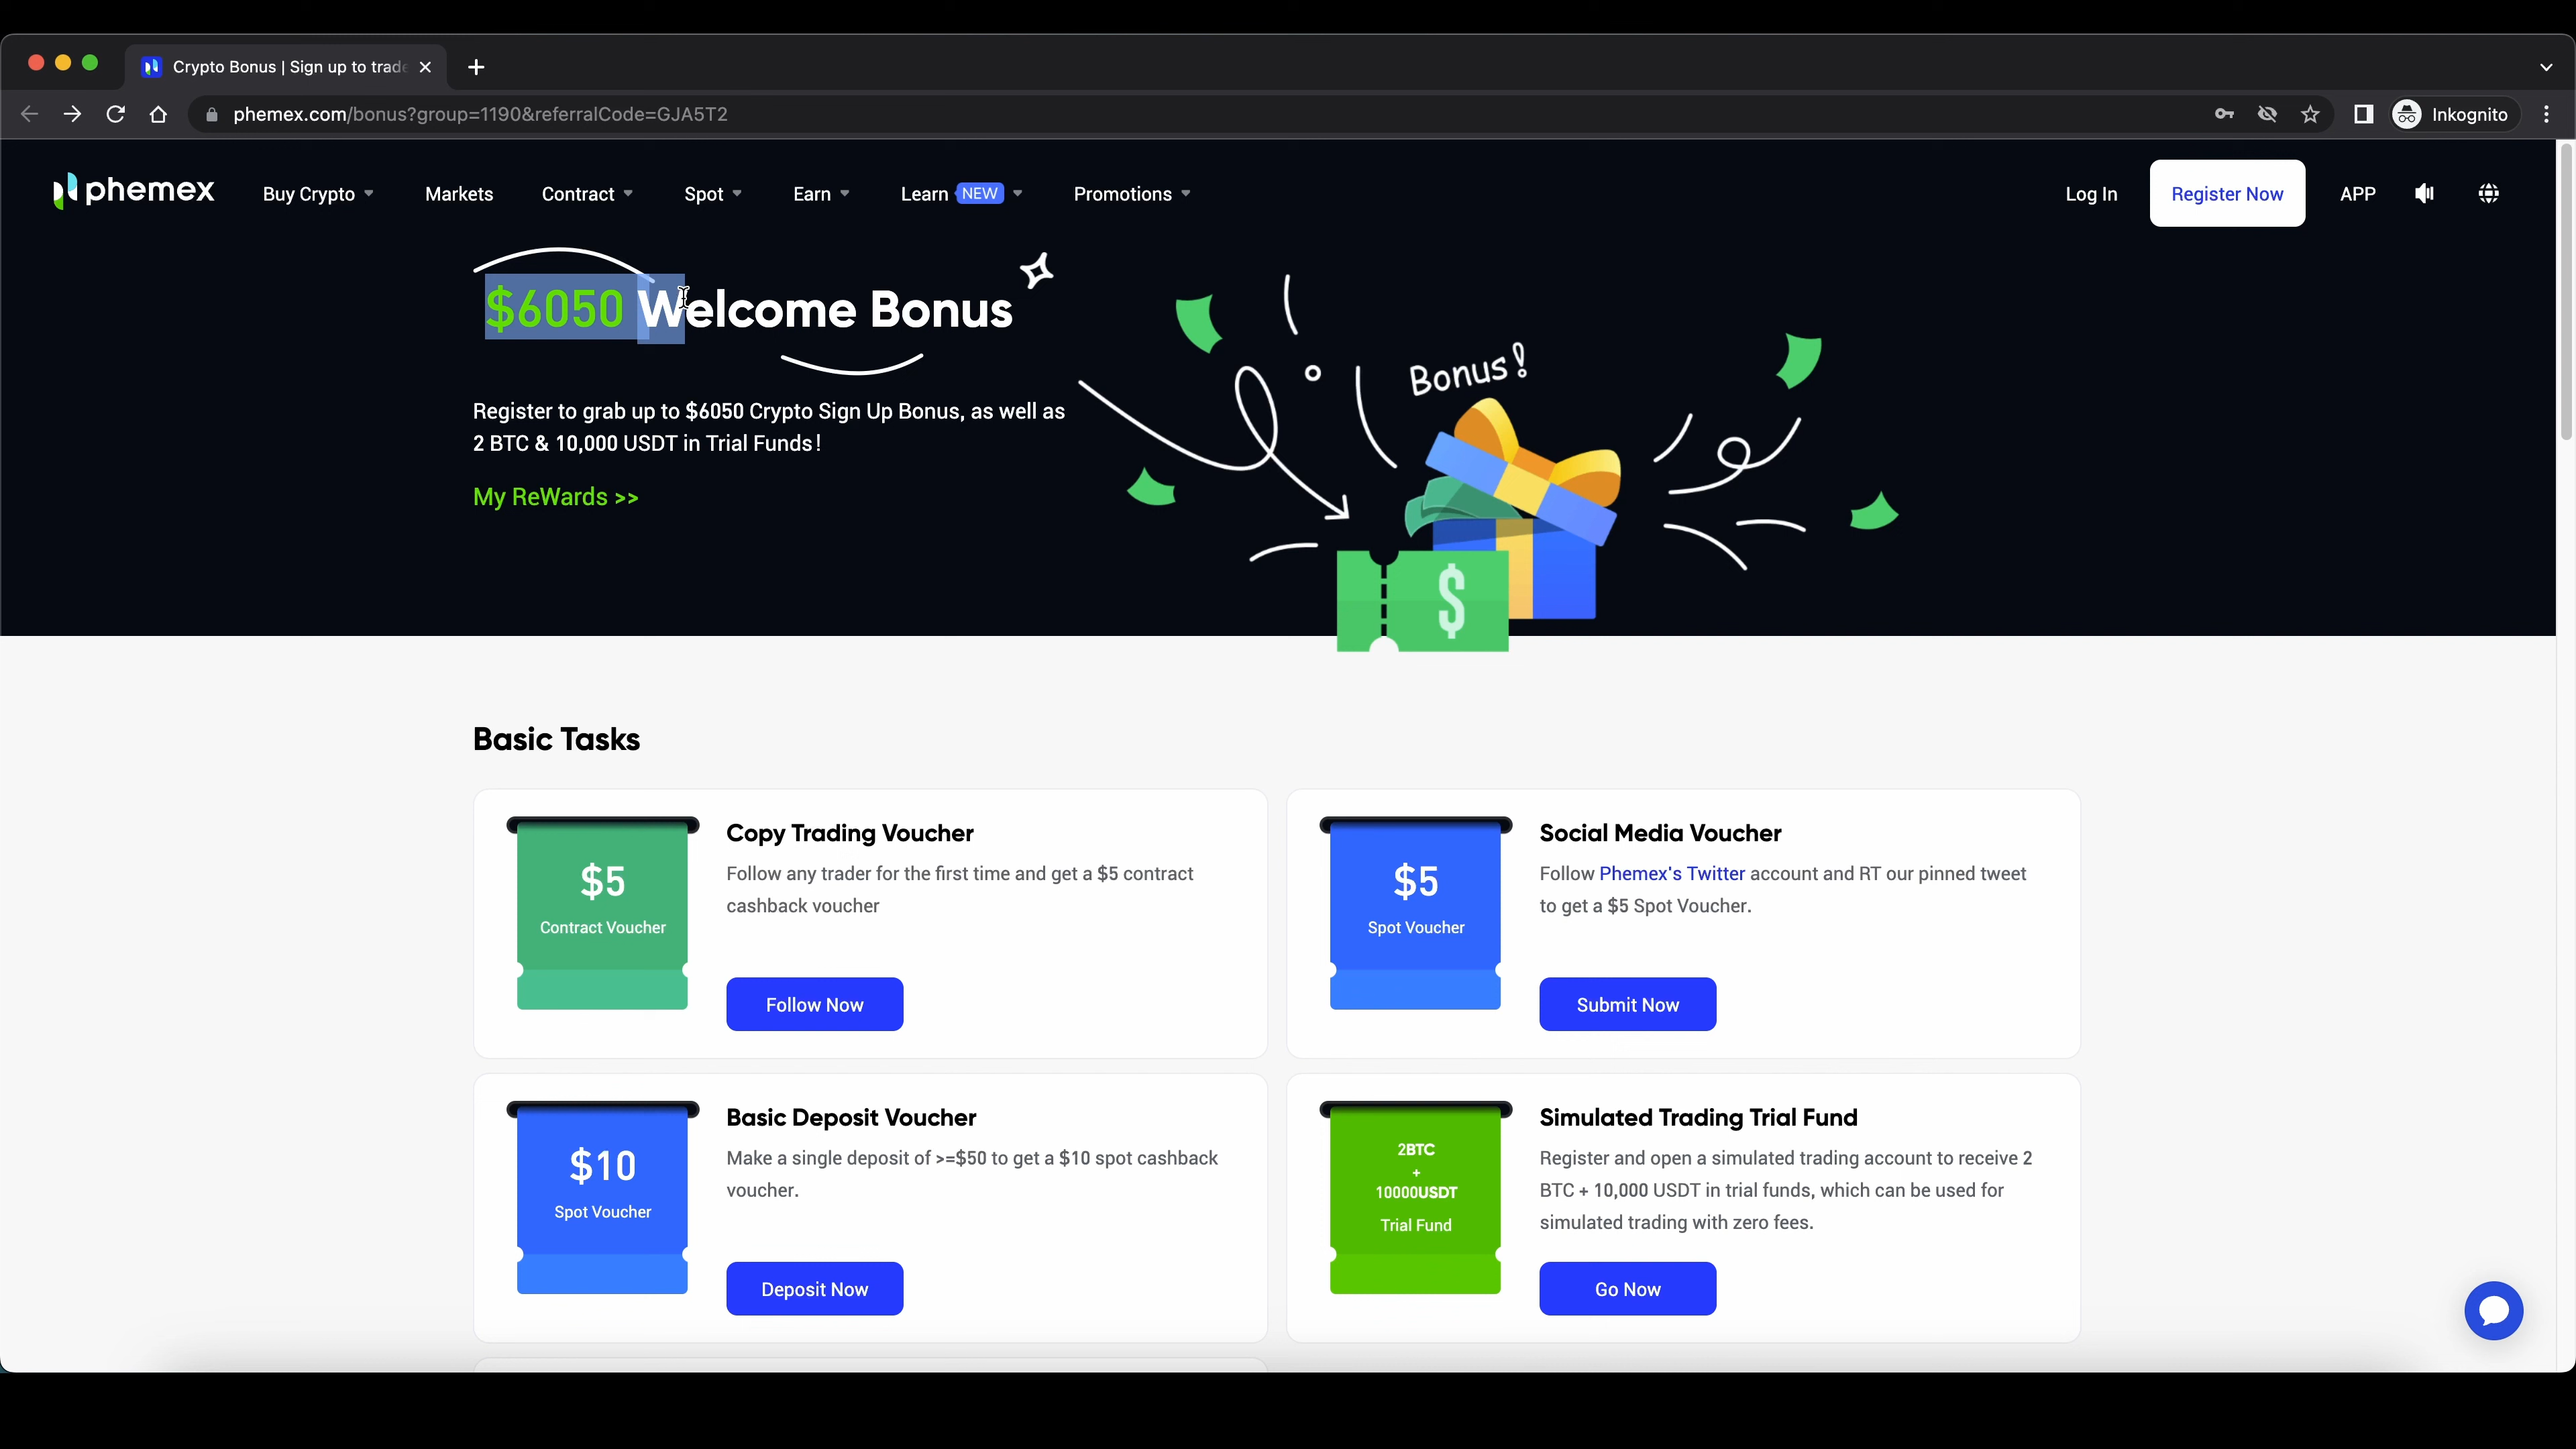 Crypto Bonus | Sign up to trade
phemex.com/bonus?group=1190&referralCode=GJA5T2
Inkognito
phemex
Buy Crypto
Markets
Contract
Spot
Earn
Learn NEW
Promotions
Log In
Register Now
APP
$6050 Welcome Bonus
Register to grab up to $6050 Crypto Sign Up Bonus, as well as
2 BTC & 10,000 USDT in Trial Funds!
My ReWards >>
Bonus!
$
Basic Tasks
$5
Contract Voucher
Copy Trading Voucher
Follow any trader for the first time and get a $5 contract
cashback voucher
Follow Now
$5
Spot Voucher
Social Media Voucher
Follow Phemex's Twitter account and RT our pinned tweet
to get a $5 Spot Voucher.
Submit Now
$10
Spot Voucher
Basic Deposit Voucher
Make a single deposit of >=$50 to get a $10 spot cashback
voucher.
Deposit Now
2BTC
+
10000USDT
Trial Fund
Simulated Trading Trial Fund
Register and open a simulated trading account to receive 2
BTC + 10,000 USDT in trial funds, which can be used for
simulated trading with zero fees.
Go Now